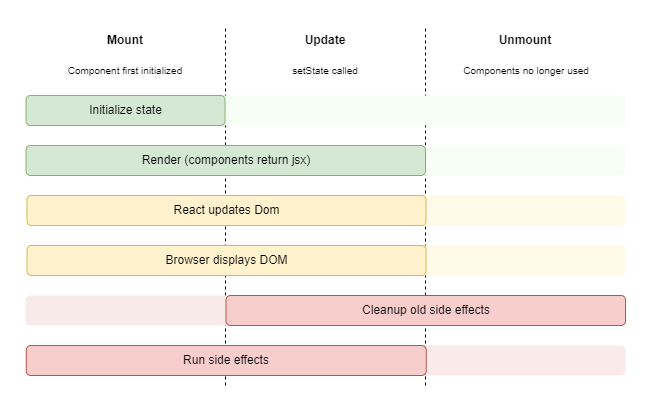 Mount
Update
Unmount
Component first initialized
setState called
Components no longer used
Initialize state
Render (components return jsx)
React updates Dom
Browser displays DOM
Cleanup old side effects
Run side effects